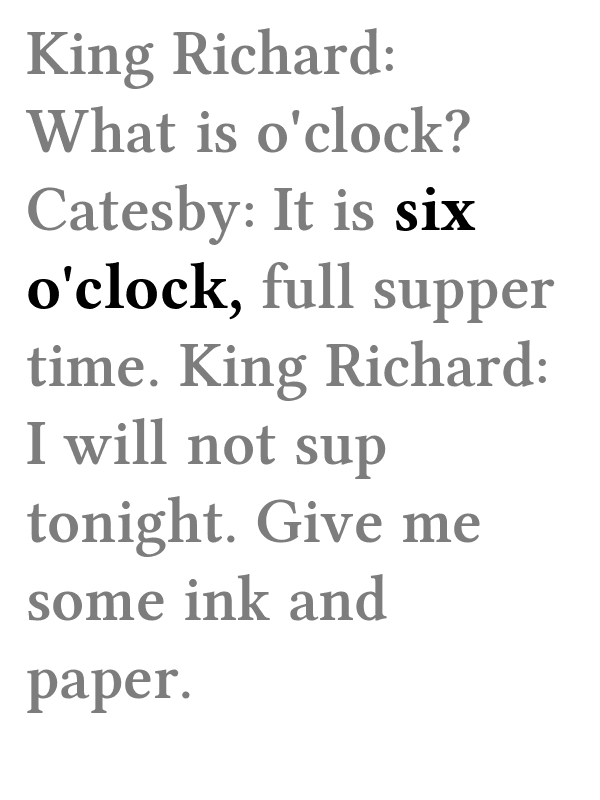 King Richard:
What is o'clock?
Catesby: It is six
o'clock, full supper
time. King Richard:
I will not sup
tonight. Give me
some ink and
paper.